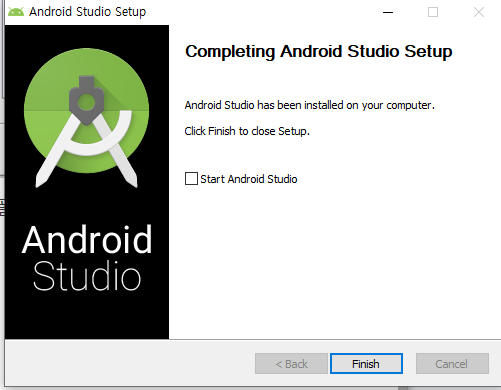 Android Studio Setup
Completing Android Studio Setup
Android Studio has been installed on your computer.
Click Finish to close Setup.
Start Android Studio
Android
Studio
< Back
Finish
Cancel